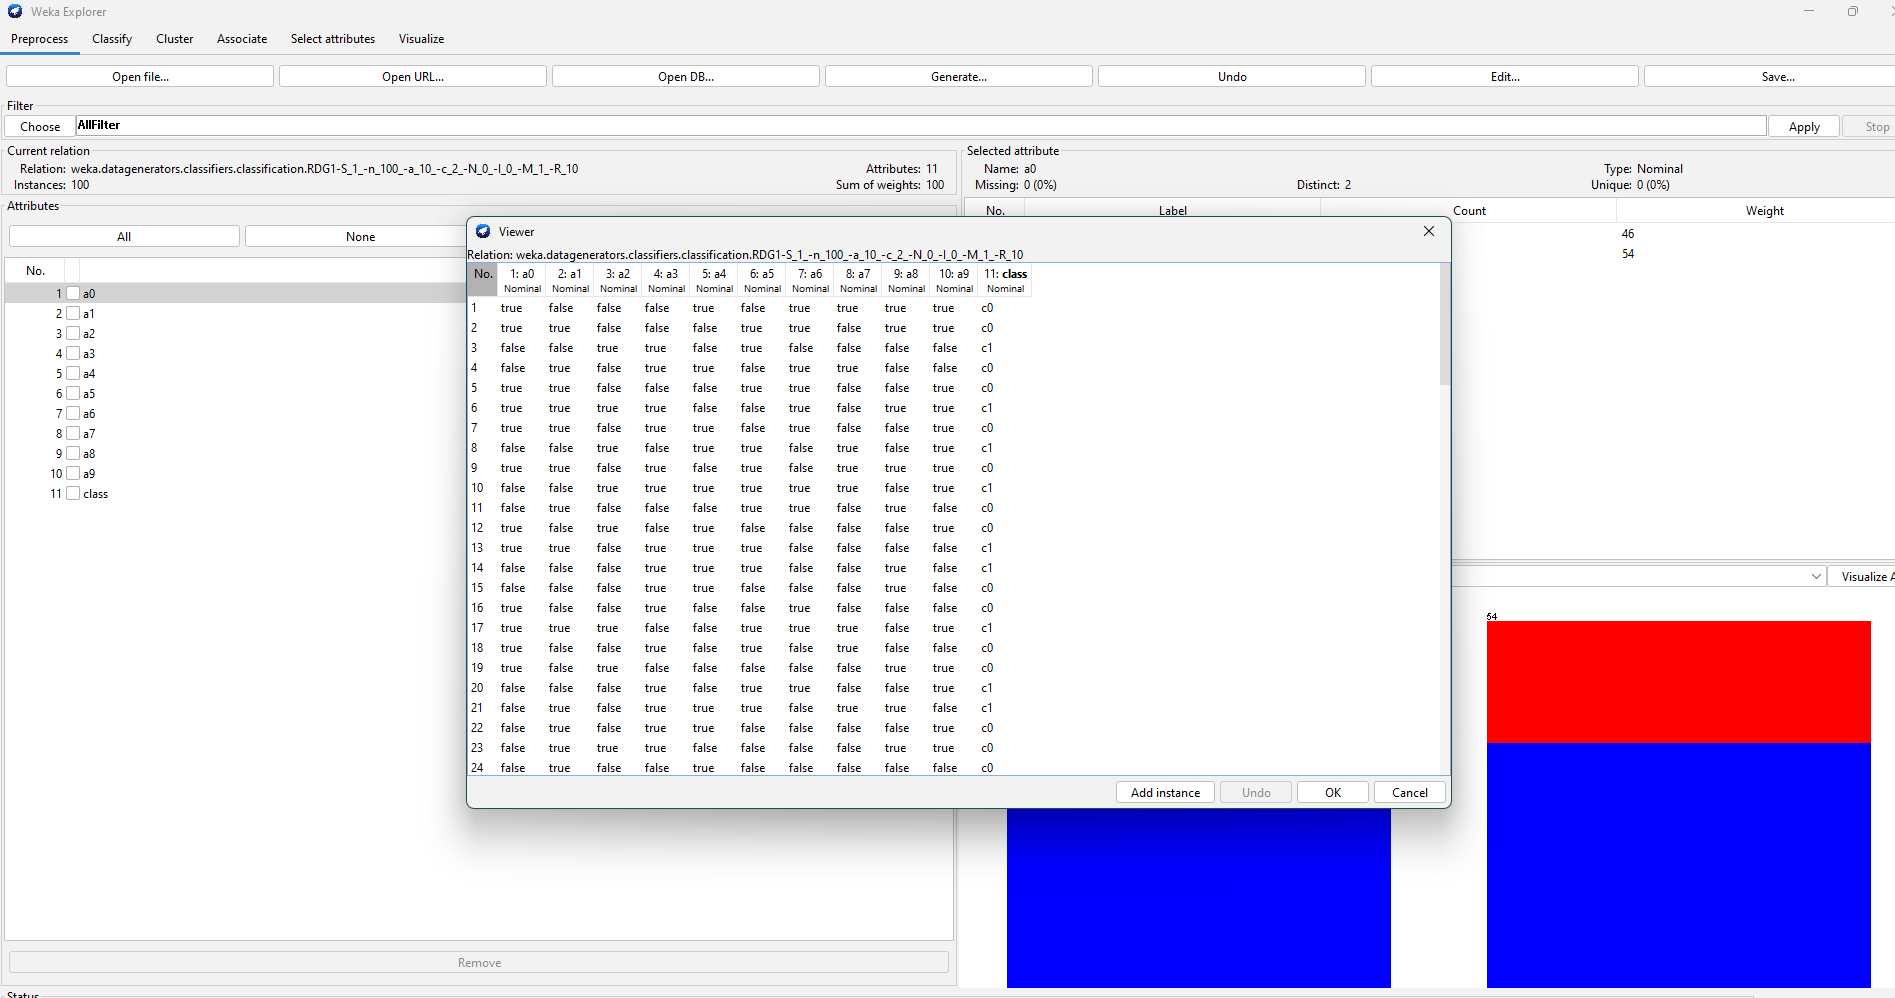 Weka Explorer
Preprocess Classify Cluster Associate Select attributes Visualize
Open file... Open URL... Open DB... Generate... Undo Edit... Save...
Filter
Choose AllFilter Apply Stop
Current relation
Relation: weka.datagenerators.classifiers.classification.RDG1-S_1_-n_100_-a_10_-c_2_-N_0_-I_0_-M_1_-R_10 Attributes: 11
Instances: 100 Sum of weights: 100
Selected attribute
Name: a0 Type: Nominal
Missing: 0 (0%) Distinct: 2 Unique: 0 (0%)
Attributes
All None
No.
1 a0
2 a1
3 a2
4 a3
5 a4
6 a5
7 a6
8 a7
9 a8
10 a9
11 class
Remove
Status
No. Label Count Weight
46
54
Viewer
Relation: weka.datagenerators.classifiers.classification.RDG1-S_1_-n_100_-a_10_-c_2_-N_0_-I_0_-M_1_-R_10
No. 1: a0 2: a1 3: a2 4: a3 5: a4 6: a5 7: a6 8: a7 9: a8 10: a9 11: class
Nominal Nominal Nominal Nominal Nominal Nominal Nominal Nominal Nominal Nominal Nominal
1 true false false false true false true true true true c0
2 true true false false false true true false true true c0
3 false false true true false true false false false false c1
4 false true true true false false true true false false c0
5 true true false false false true true false false true c0
6 true true true true false false true false true true c1
7 true true false true false true true true false true c0
8 false false true false true true false true true false c1
9 true true false true false true true true true true c0
10 false false true true true true true true false true c1
11 false true false false true true true false false false c0
12 true false true false true false false false false true c0
13 true true false true true true false false false false c1
14 false false false true true true false false true false c1
15 false false false true false false false false false false c0
16 true false false true false false true false false false c0
17 true true true false false true true true false true c1
18 true false true true false true false true false false c0
19 true false true false false false false false true true c0
20 false false false true false true true false false true c1
21 false true false true true true false true true false c1
22 false true false false true false false false false true c0
23 false true true true false false false false true true c0
24 false true false false true false false false false false c0
Add instance Undo OK Cancel
Visualize A
54